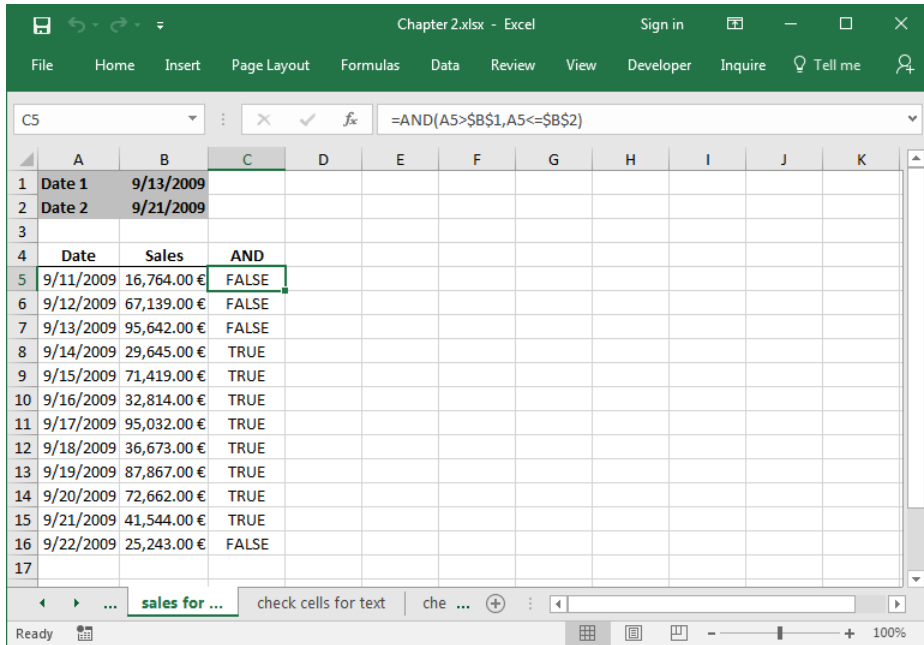 Chapter 2.xlsx - Excel Sign in
File Home Insert Page Layout Formulas Data Review View Developer Inquire Tell me
C5 fx =AND(A5>$B$1,A5<=$B$2)
A B C D E F G H I J K
1 Date 1 9/13/2009
2 Date 2 9/21/2009
3
4 Date Sales AND
5 9/11/2009 16,764.00 € FALSE
6 9/12/2009 67,139.00 € FALSE
7 9/13/2009 95,642.00 € FALSE
8 9/14/2009 29,645.00 € TRUE
9 9/15/2009 71,419.00 € TRUE
10 9/16/2009 32,814.00 € TRUE
11 9/17/2009 95,032.00 € TRUE
12 9/18/2009 36,673.00 € TRUE
13 9/19/2009 87,867.00 € TRUE
14 9/20/2009 72,662.00 € TRUE
15 9/21/2009 41,544.00 € TRUE
16 9/22/2009 25,243.00 € FALSE
17
... sales for ... check cells for text che ...
Ready 100%